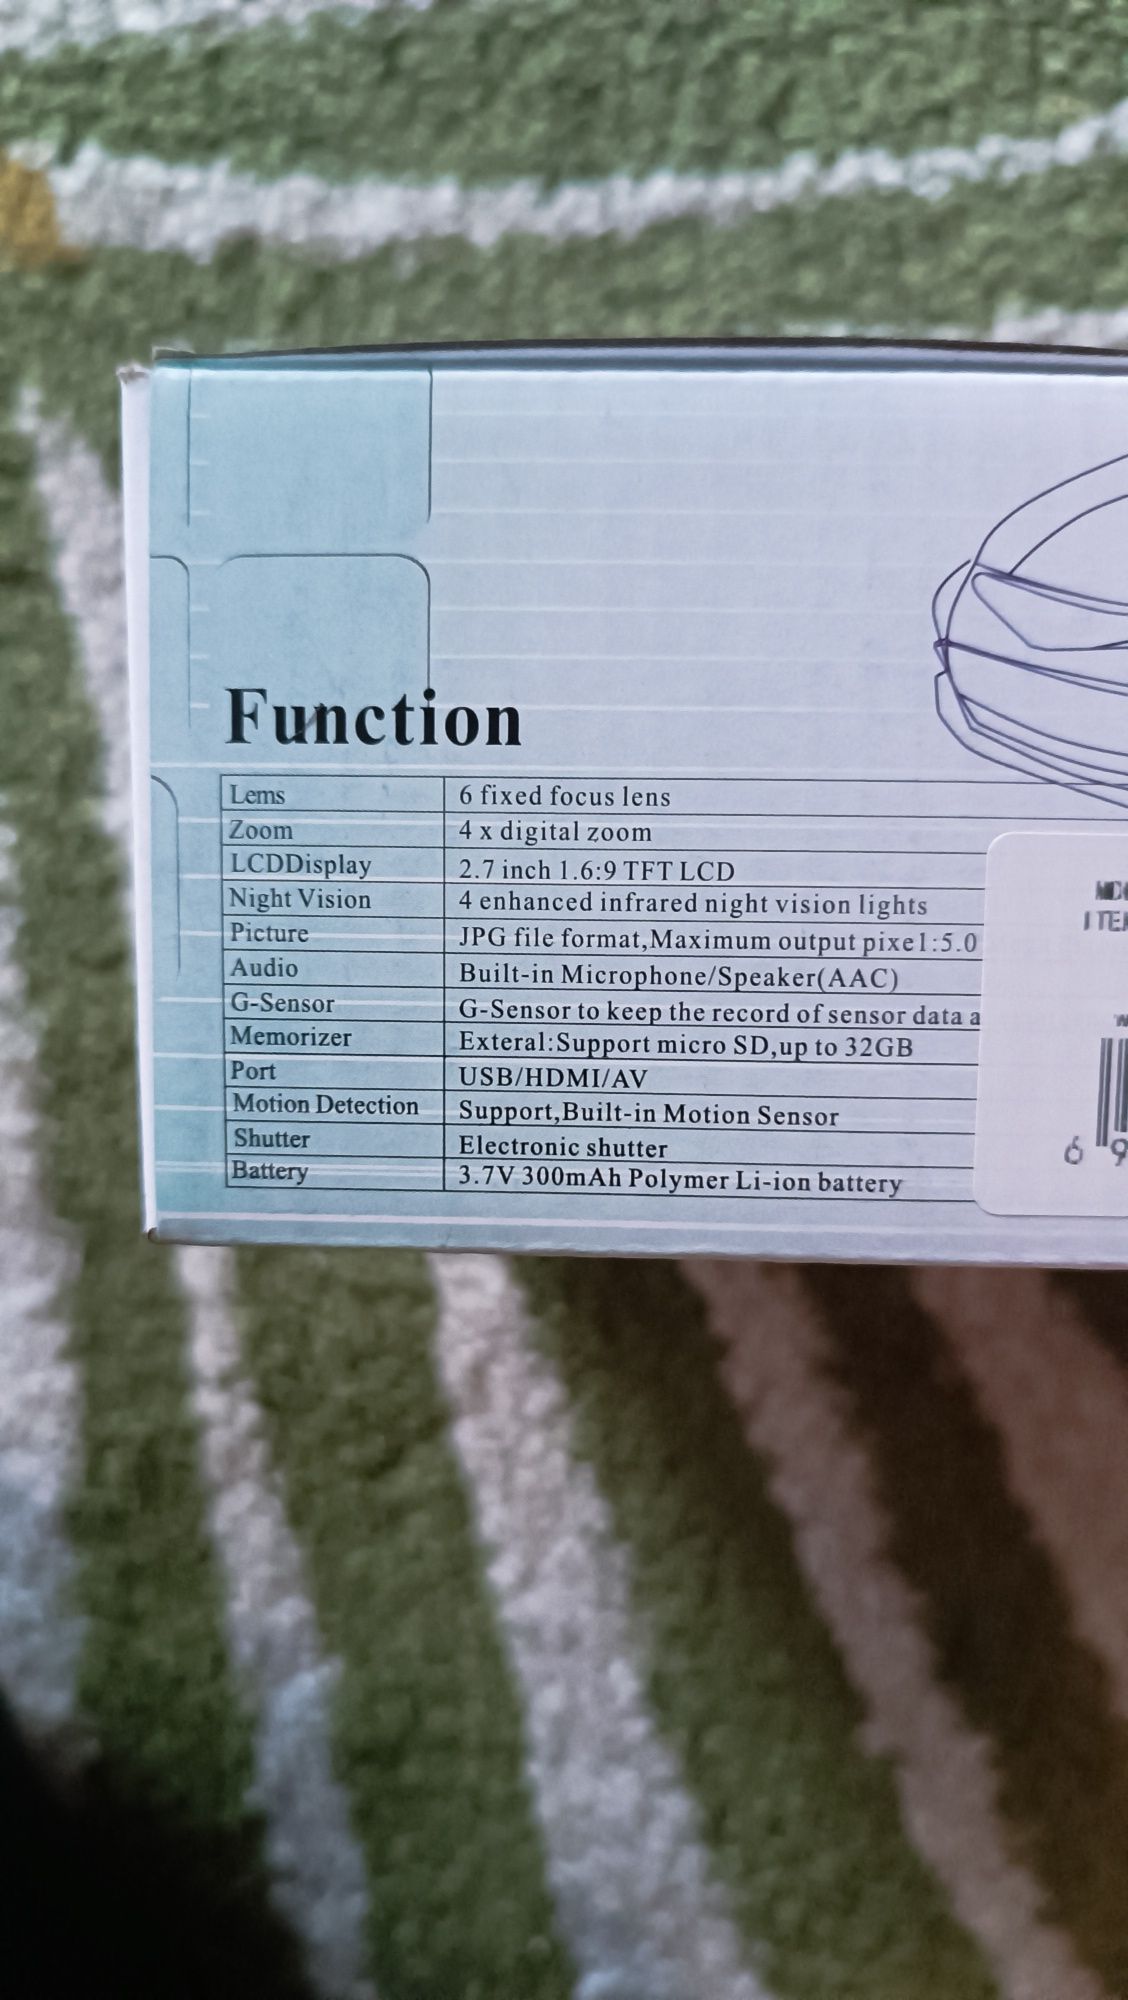 Function
Lems 6 fixed focus lens
Zoom 4 x digital zoom
LCDDisplay 2.7 inch 1.6:9 TFT LCD
Night Vision 4 enhanced infrared night vision lights
Picture JPG file format,Maximum output pixel:5.0
Audio Built-in Microphone/Speaker(AAC)
G-Sensor G-Sensor to keep the record of sensor data a
Memorizer Exteral:Support micro SD,up to 32GB
Port USB/HDMI/AV
Motion Detection Support,Built-in Motion Sensor
Shutter Electronic shutter
Battery 3.7V 300mAh Polymer Li-ion battery
6 9